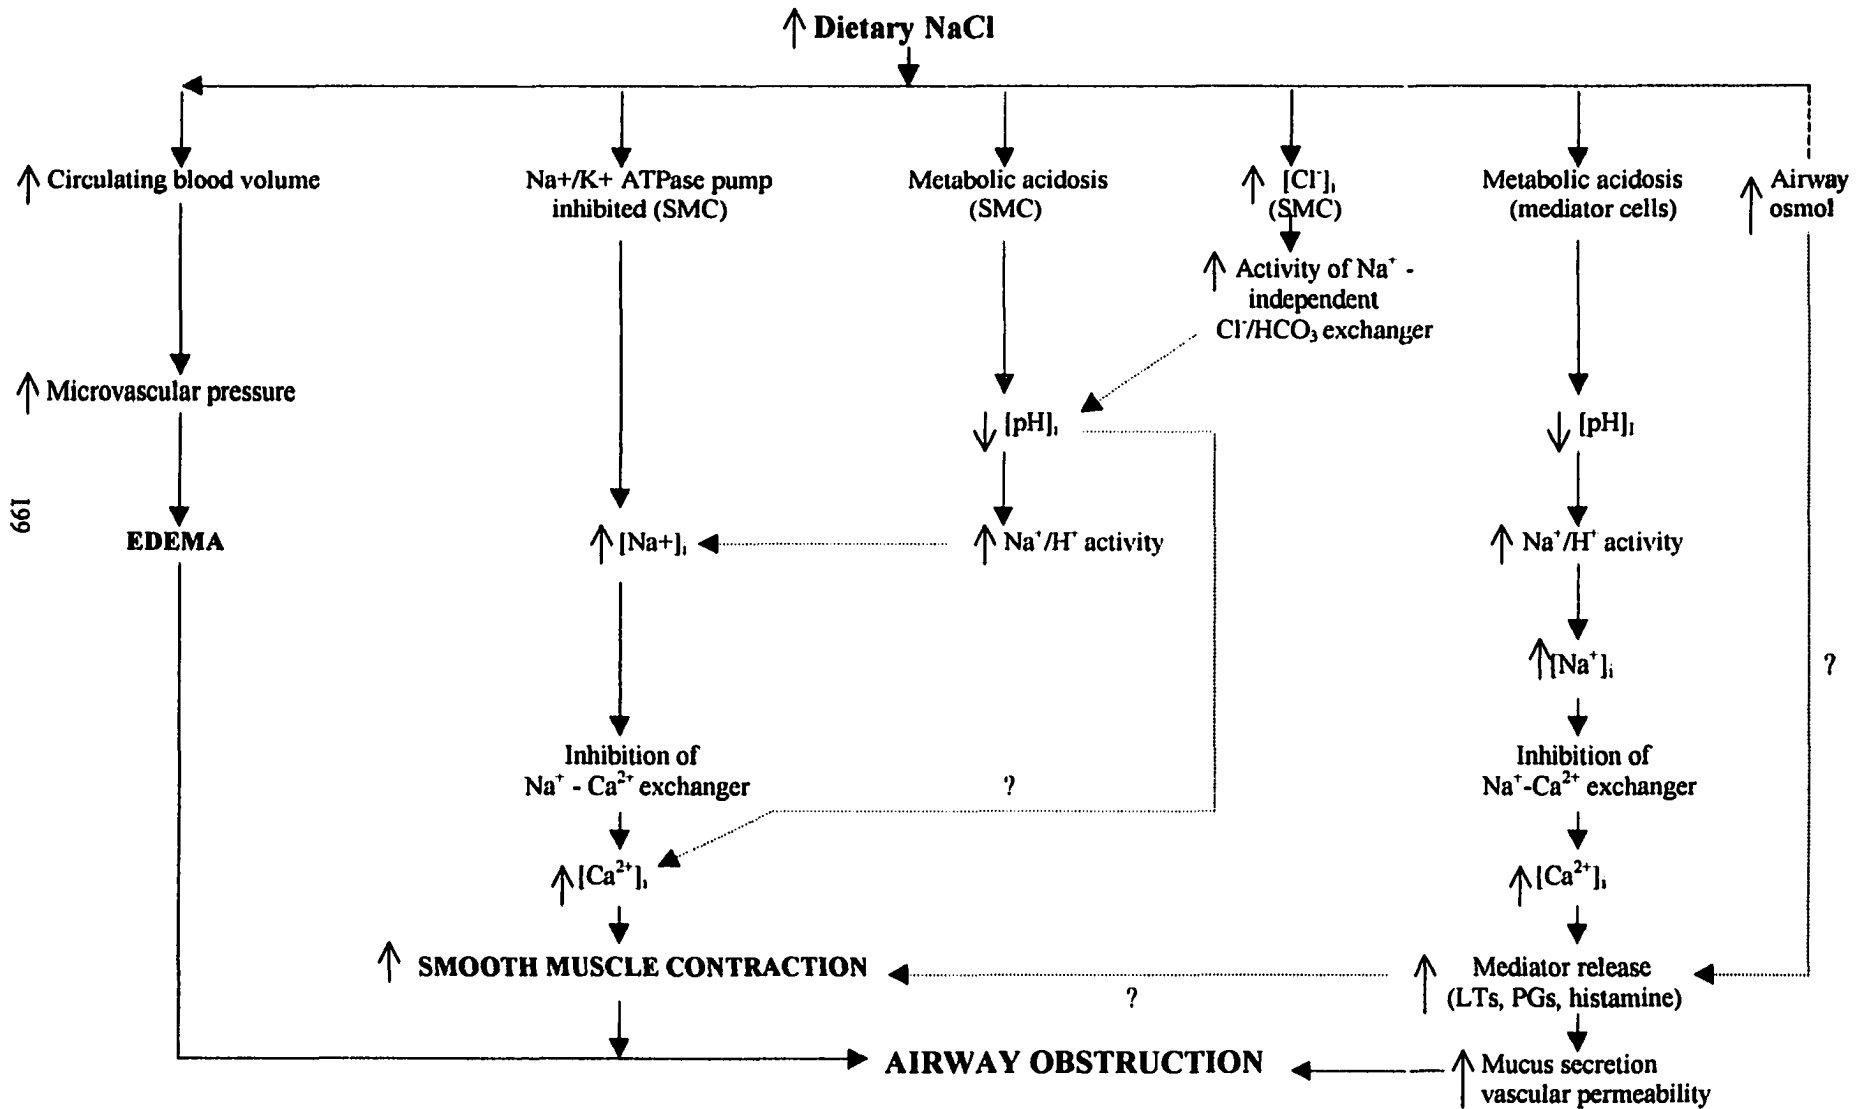 ↑ Dietary NaCl
↑ Circulating blood volume
Na+/K+ ATPase pump
inhibited (SMC)
Metabolic acidosis
(SMC)
↑ [Cl⁻]ᵢ
(SMC)
Metabolic acidosis
(mediator cells)
↑ Airway
osmol
↑ Activity of Na⁺ -
independent
Cl⁻/HCO₃ exchanger
↑ Microvascular pressure
↓ [pH]ᵢ
↓ [pH]I
199
EDEMA
↑ [Na+]ᵢ
↑ Na⁺/H⁺ activity
↑ Na⁺/H⁺ activity
↑ [Na⁺]ᵢ
?
Inhibition of
Na⁺ - Ca²⁺ exchanger
?
Inhibition of
Na⁺-Ca²⁺ exchanger
↑ [Ca²⁺]ᵢ
↑ [Ca²⁺]ᵢ
↑ SMOOTH MUSCLE CONTRACTION
?
↑ Mediator release
(LTs, PGs, histamine)
AIRWAY OBSTRUCTION
↑ Mucus secretion
vascular permeability